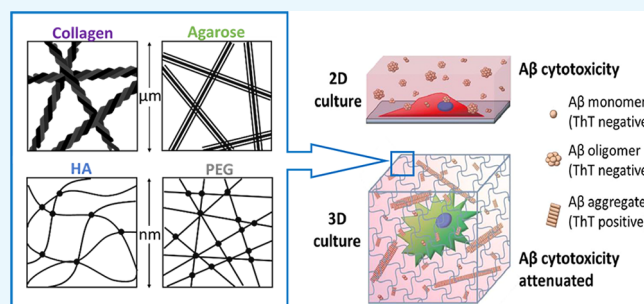 Collagen
Agarose
μm
HA
PEG
nm
2D
culture
3D
culture
Aβ cytotoxicity
Aβ monomer
(ThT negative
Aβ oligomer
(ThT negative
Aβ aggregate
(ThT positive
Aβ cytotoxicity
attenuated